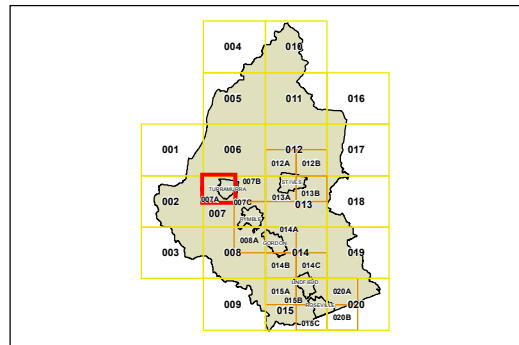 004 010
005 011 016
001 006 012 017
012A 012B
007B ST IVES
TURRAMURRA
002 007A 007C 013A 013B 018
007 013
PYMBLE
014A
008A GORDON
003 008 014 019
014B 014C
LINDFIELD
015A 020A
009 015B ROSEVILLE 020
015 020B
015C